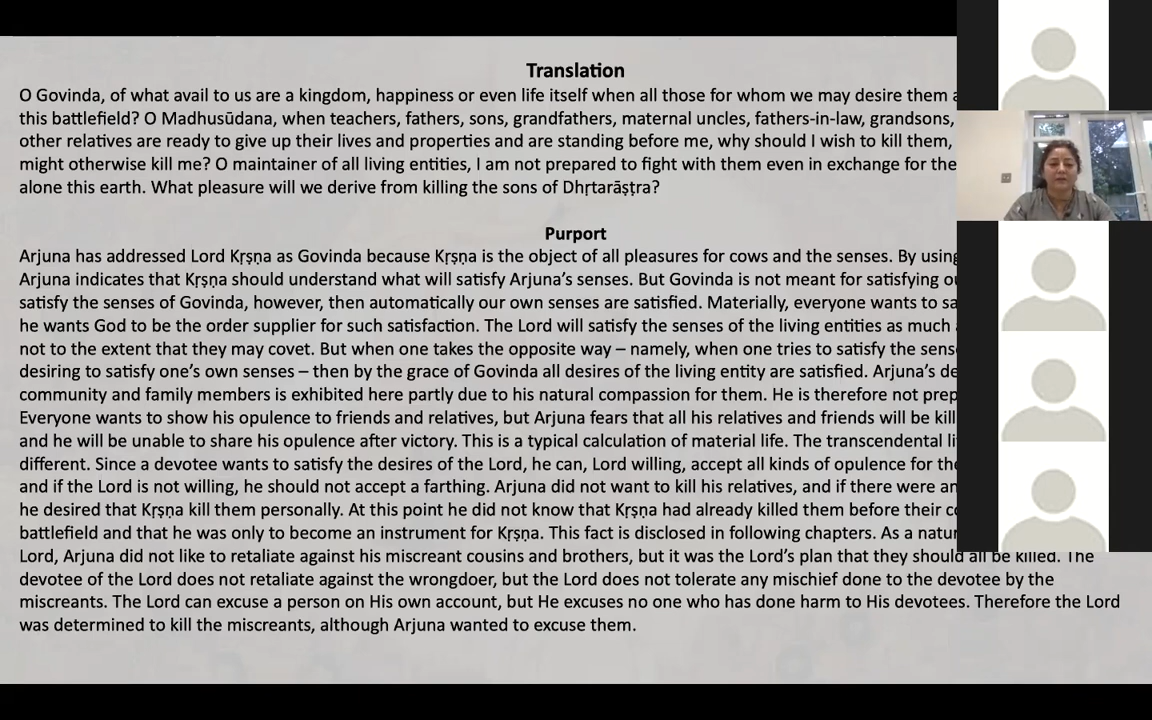 Translation
O Govinda, of what avail to us are a kingdom, happiness or even life itself when all those for whom we may desire them
this battlefield? O Madhusūdana, when teachers, fathers, sons, grandfathers, maternal uncles, fathers-in-law, grandsons,
other relatives are ready to give up their lives and properties and are standing before me, why should I wish to kill them,
might otherwise kill me? O maintainer of all living entities, I am not prepared to fight with them even in exchange for the
alone this earth. What pleasure will we derive from killing the sons of Dhṛtarāṣṭra?
Purport
Arjuna has addressed Lord Kṛṣṇa as Govinda because Kṛṣṇa is the object of all pleasures for cows and the senses. By using
Arjuna indicates that Kṛṣṇa should understand what will satisfy Arjuna's senses. But Govinda is not meant for satisfying
satisfy the senses of Govinda, however, then automatically our own senses are satisfied. Materially, everyone wants to
he wants God to be the order supplier for such satisfaction. The Lord will satisfy the senses of the living entities as much
not to the extent that they may covet. But when one takes the opposite way – namely, when one tries to satisfy the
desiring to satisfy one's own senses – then by the grace of Govinda all desires of the living entity are satisfied. Arjuna's
community and family members is exhibited here partly due to his natural compassion for them. He is therefore not
Everyone wants to show his opulence to friends and relatives, but Arjuna fears that all his relatives and friends will be
and he will be unable to share his opulence after victory. This is a typical calculation of material life. The transcendental
different. Since a devotee wants to satisfy the desires of the Lord, he can, Lord willing, accept all kinds of opulence for
and if the Lord is not willing, he should not accept a farthing. Arjuna did not want to kill his relatives, and if there were
he desired that Kṛṣṇa kill them personally. At this point he did not know that Kṛṣṇa had already killed them before their
battlefield and that he was only to become an instrument for Kṛṣṇa. This fact is disclosed in following chapters. As a
Lord, Arjuna did not like to retaliate against his miscreant cousins and brothers, but it was the Lord's plan that they should all be killed. The
devotee of the Lord does not retaliate against the wrongdoer, but the Lord does not tolerate any mischief done to the devotee by the
miscreants. The Lord can excuse a person on His own account, but He excuses no one who has done harm to His devotees. Therefore the Lord
was determined to kill the miscreants, although Arjuna wanted to excuse them.